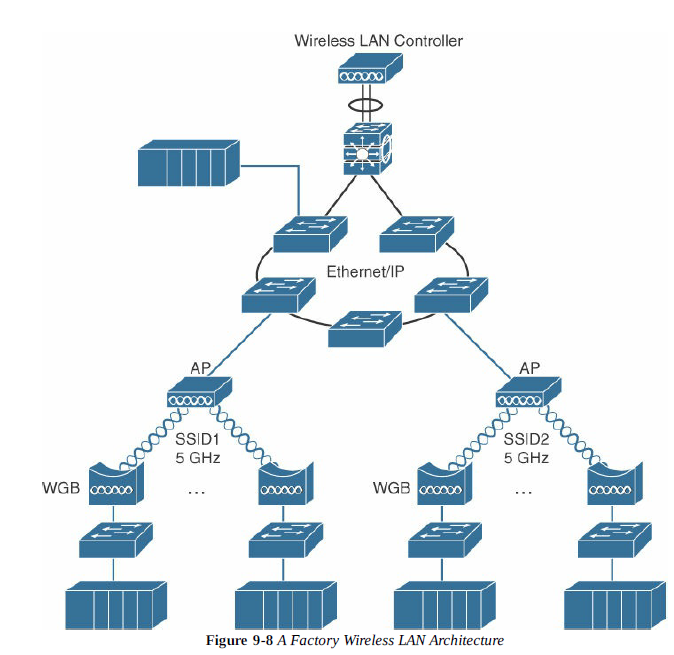 Wireless LAN Controller
Ethernet/IP
AP
AP
SSID1
5 GHz
SSID2
5 GHz
WGB
...
WGB
...
Figure 9-8 A Factory Wireless LAN Architecture